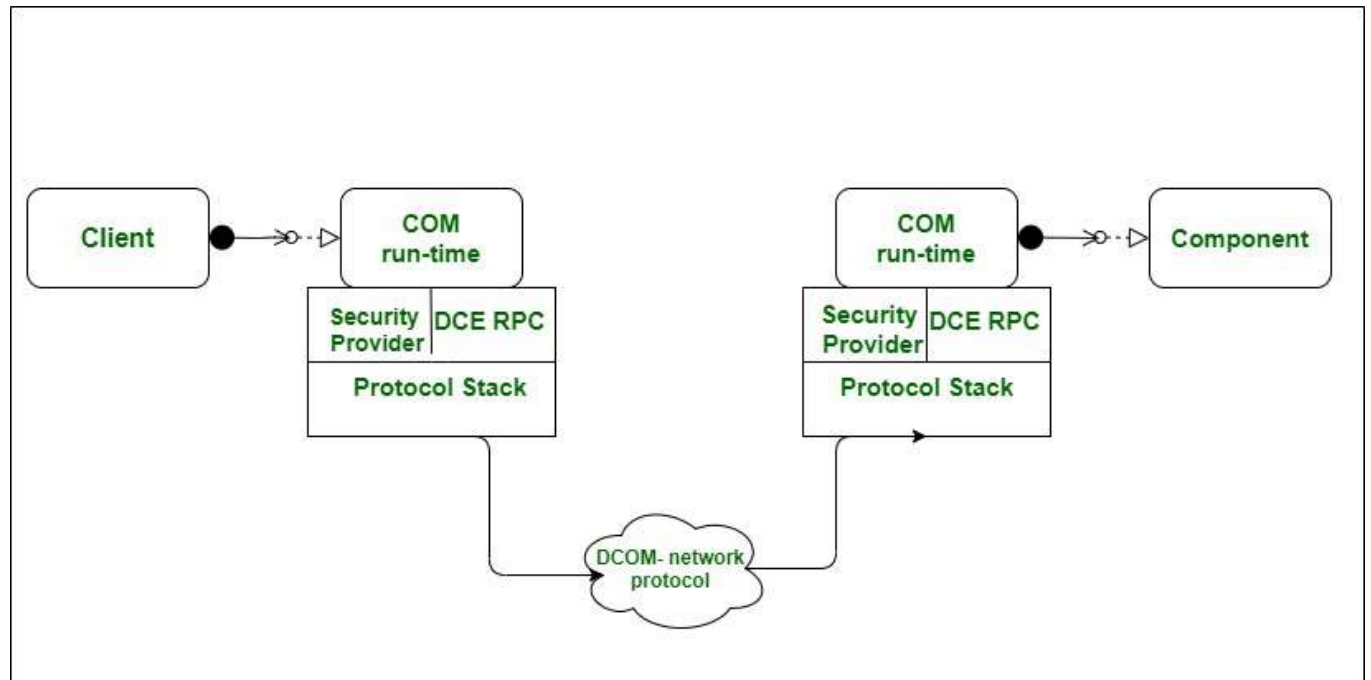 Client
COM
run-time
Security
Provider
DCE RPC
Protocol Stack
DCOM- network
protocol
COM
run-time
Security
Provider
DCE RPC
Protocol Stack
Component